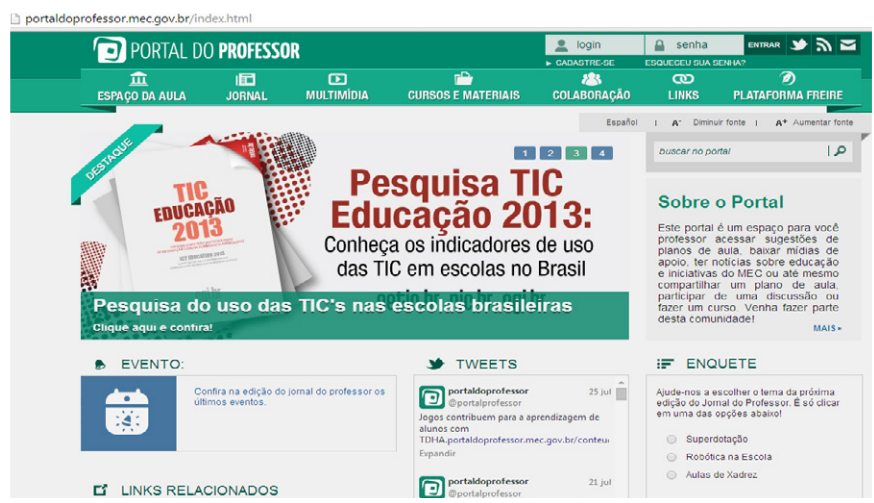 portaldoprofessor.mec.gov.br/index.html
PORTAL DO PROFESSOR
login
senha
ENTRAR
► CADASTRE-SE
ESQUECEU SUA SENHA?
ESPAÇO DA AULA
JORNAL
MULTIMÍDIA
CURSOS E MATERIAIS
COLABORAÇÃO
LINKS
PLATAFORMA FREIRE
Español | A- Diminuir fonte | A+ Aumentar fonte
DESTAQUE
TIC
EDUCAÇÃO
2013
1 2 3 4
Pesquisa TIC
Educação 2013:
Conheça os indicadores de uso
das TIC em escolas no Brasil
Pesquisa do uso das TIC's nas escolas brasileiras
Clique aqui e confira!
buscar no portal
Sobre o Portal
Este portal é um espaço para você
professor acessar sugestões de
planos de aula, baixar mídias de
apoio, ter notícias sobre educação
e iniciativas do MEC ou até mesmo
compartilhar um plano de aula,
participar de uma discussão ou
fazer um curso. Venha fazer parte
desta comunidade!
MAIS ▸
EVENTO:
Confira na edição do jornal do professor os
últimos eventos.
LINKS RELACIONADOS
TWEETS
portaldoprofessor 25 jul
@portalprofessor
Jogos contribuem para a aprendizagem de
alunos com
TDHA.portaldoprofessor.mec.gov.br/conteu
Expandir
portaldoprofessor 21 jul
@portalprofessor
ENQUETE
Ajude-nos a escolher o tema da próxima
edição do Jornal do Professor. É só clicar
em uma das opções abaixo!
Superdotação
Robótica na Escola
Aulas de Xadrez